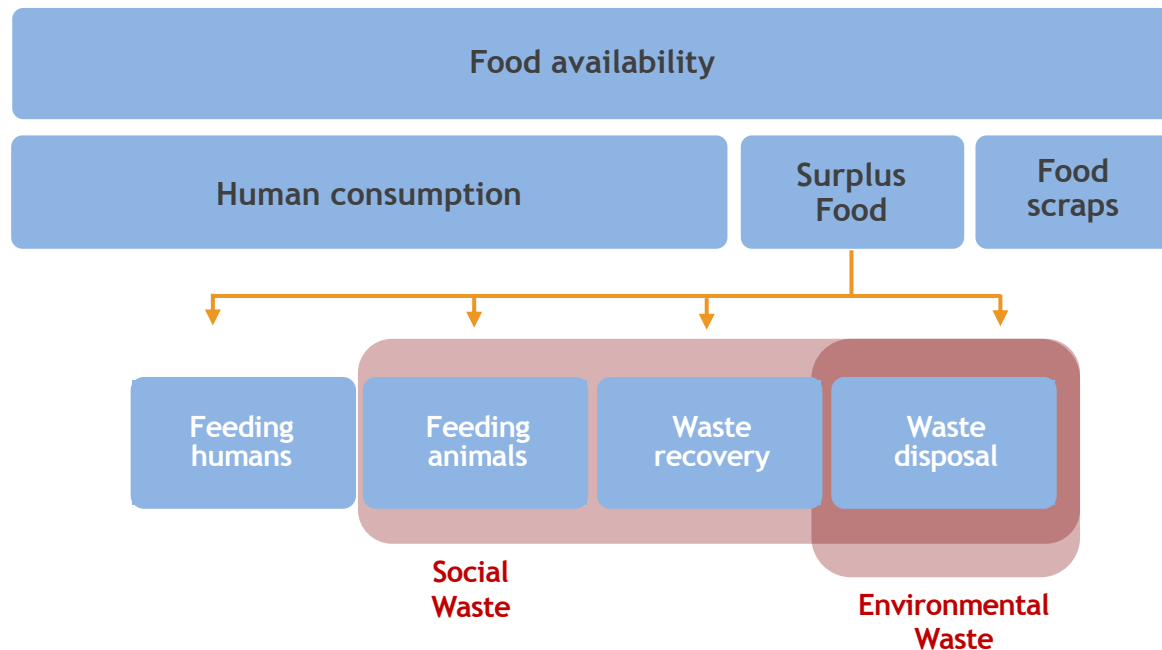 Food availability
Human consumption
Surplus
Food
Food
scraps
Feeding
humans
Feeding
animals
Waste
recovery
Waste
disposal
Social
Waste
Environmental
Waste